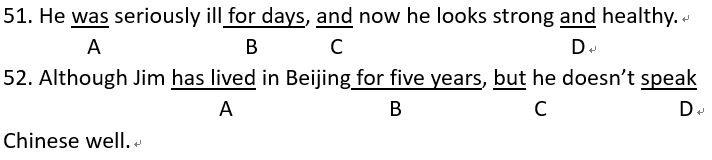 51. He was seriously ill for days, and now he looks strong and healthy.
A B C D
52. Although Jim has lived in Beijing for five years, but he doesn’t speak
A B C D
Chinese well.